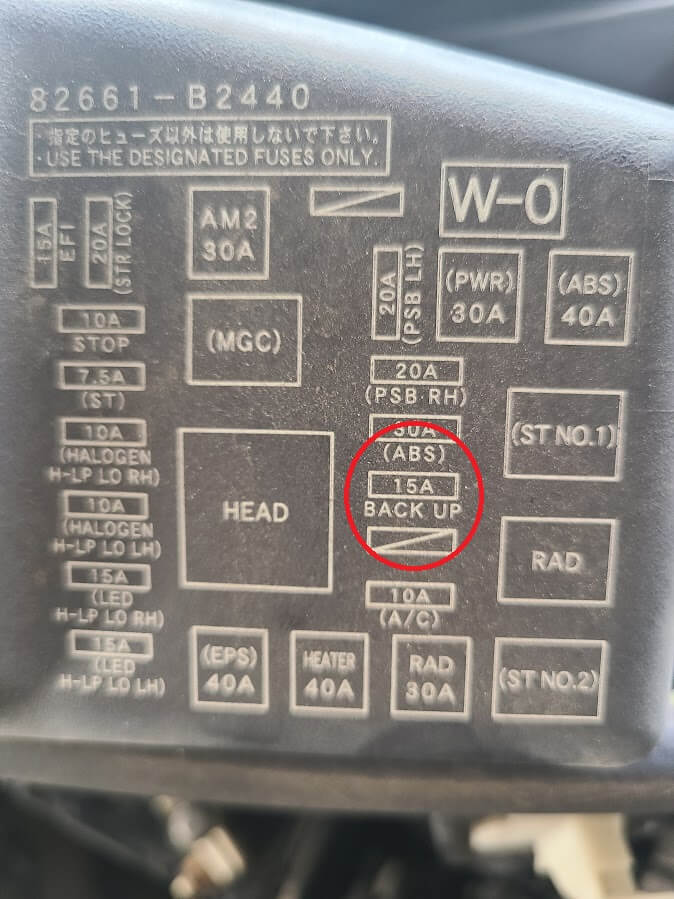 82661-B2440
・指定のヒューズ以外は使用しないで下さい。
・USE THE DESIGNATED FUSES ONLY.
W-0
15A
EFI
20A
(STR LOCK)
AM2
30A
20A
(PSB LH)
(PWR)
30A
(ABS)
40A
10A
STOP
(MGC)
7.5A
(ST)
20A
(PSB RH)
10A
(HALOGEN
H-LP LO RH)
30A
(ABS)
(ST NO.1)
15A
BACK UP
10A
(HALOGEN
H-LP LO LH)
HEAD
RAD
15A
(LED
H-LP LO RH)
10A
(A/C)
15A
(LED
H-LP LO LH)
(EPS)
40A
HEATER
40A
RAD
30A
(ST NO.2)